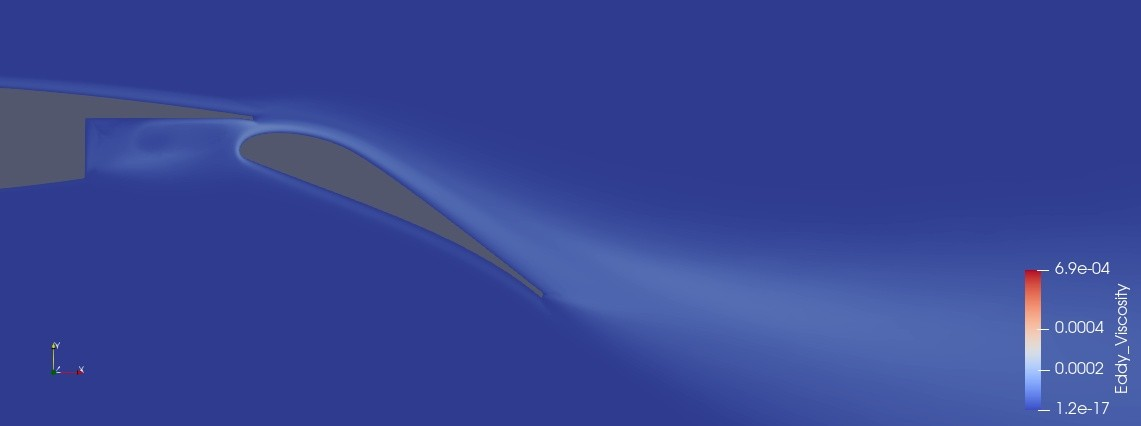 6.9e-04
0.0004
0.0002
1.2e-17
Eddy_Viscosity
Y
Z
X